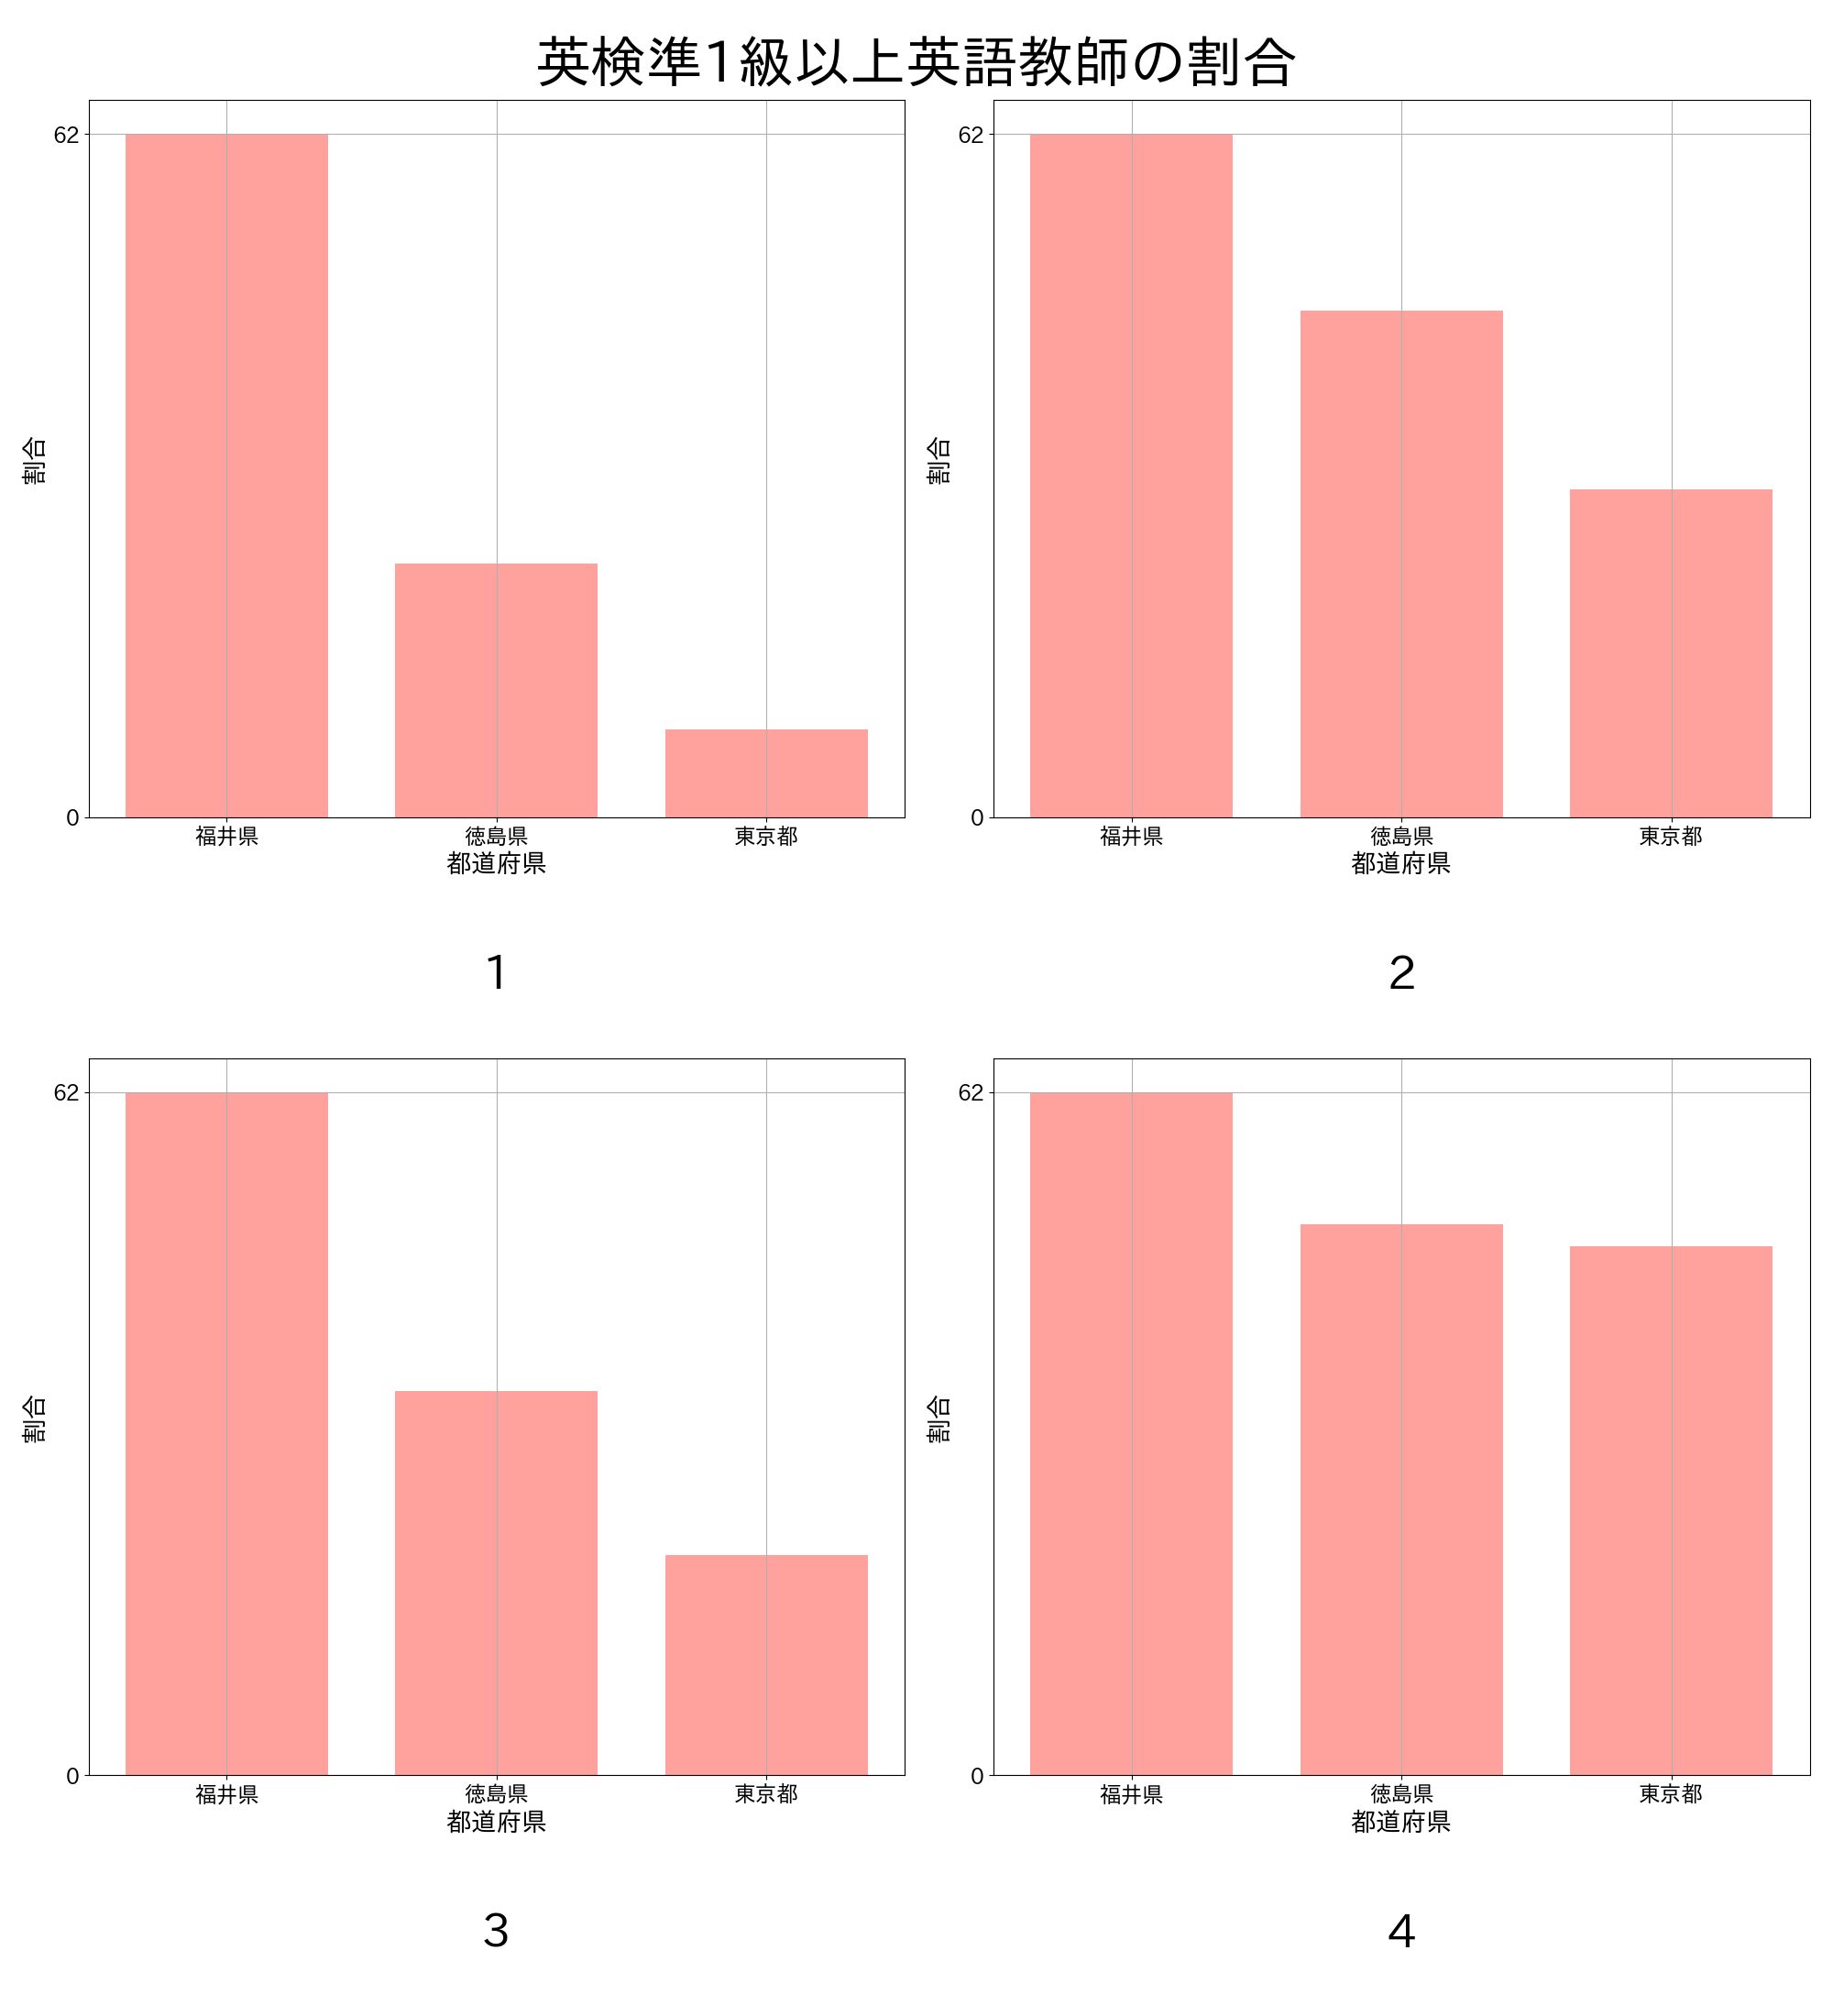 英検準1級以上英語教師の割合
62
割合
0
福井県 徳島県 東京都
都道府県
1
62
割合
0
福井県 徳島県 東京都
都道府県
2
62
割合
0
福井県 徳島県 東京都
都道府県
3
62
割合
0
福井県 徳島県 東京都
都道府県
4